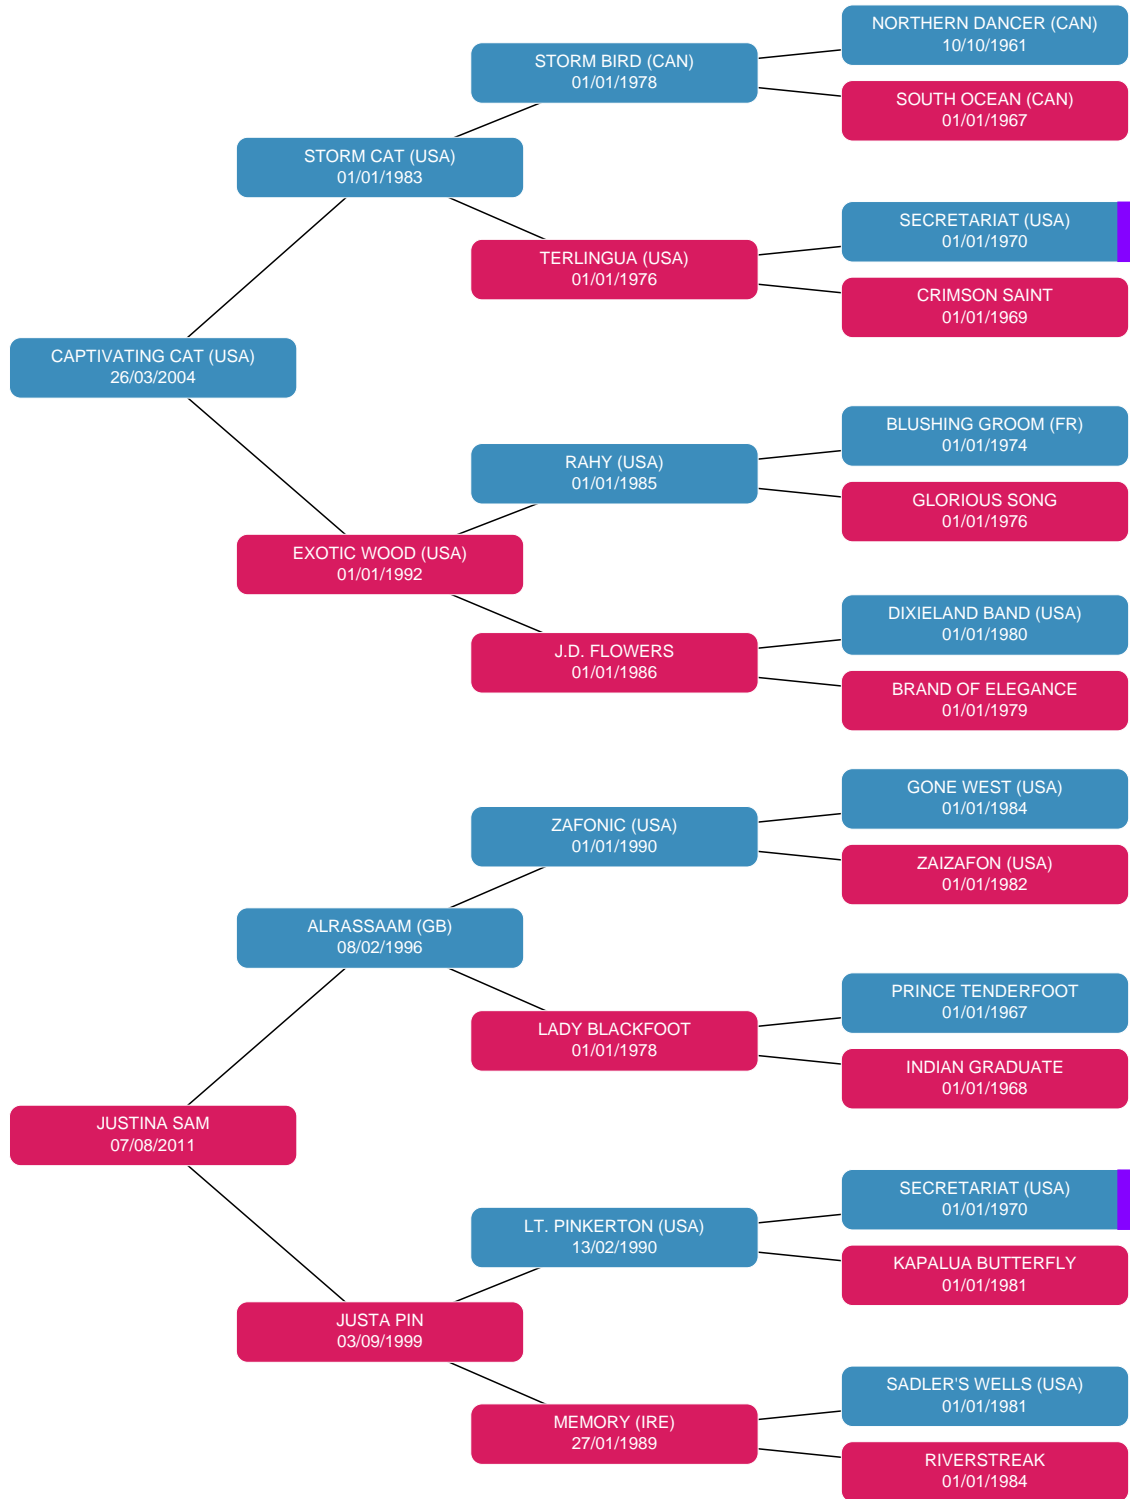 NORTHERN DANCER (CAN)
10/10/1961
STORM BIRD (CAN)
01/01/1978
SOUTH OCEAN (CAN)
01/01/1967
STORM CAT (USA)
01/01/1983
SECRETARIAT (USA)
01/01/1970
TERLINGUA (USA)
01/01/1976
CRIMSON SAINT
01/01/1969
CAPTIVATING CAT (USA)
26/03/2004
BLUSHING GROOM (FR)
01/01/1974
RAHY (USA)
01/01/1985
GLORIOUS SONG
01/01/1976
EXOTIC WOOD (USA)
01/01/1992
DIXIELAND BAND (USA)
01/01/1980
J.D. FLOWERS
01/01/1986
BRAND OF ELEGANCE
01/01/1979
GONE WEST (USA)
01/01/1984
ZAFONIC (USA)
01/01/1990
ZAIZAFON (USA)
01/01/1982
ALRASSAAM (GB)
08/02/1996
PRINCE TENDERFOOT
01/01/1967
LADY BLACKFOOT
01/01/1978
INDIAN GRADUATE
01/01/1968
JUSTINA SAM
07/08/2011
SECRETARIAT (USA)
01/01/1970
LT. PINKERTON (USA)
13/02/1990
KAPALUA BUTTERFLY
01/01/1981
JUSTA PIN
03/09/1999
SADLER'S WELLS (USA)
01/01/1981
MEMORY (IRE)
27/01/1989
RIVERSTREAK
01/01/1984